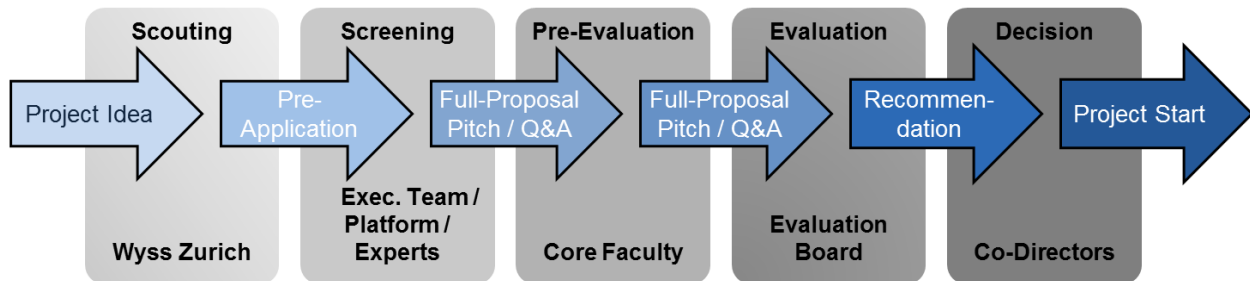 Scouting
Screening
Pre-Evaluation
Evaluation
Decision
Project Idea
Pre-
Application
Full-Proposal
Pitch / Q&A
Full-Proposal
Pitch / Q&A
Recommen-
dation
Project Start
Wyss Zurich
Exec. Team /
Platform /
Experts
Core Faculty
Evaluation
Board
Co-Directors